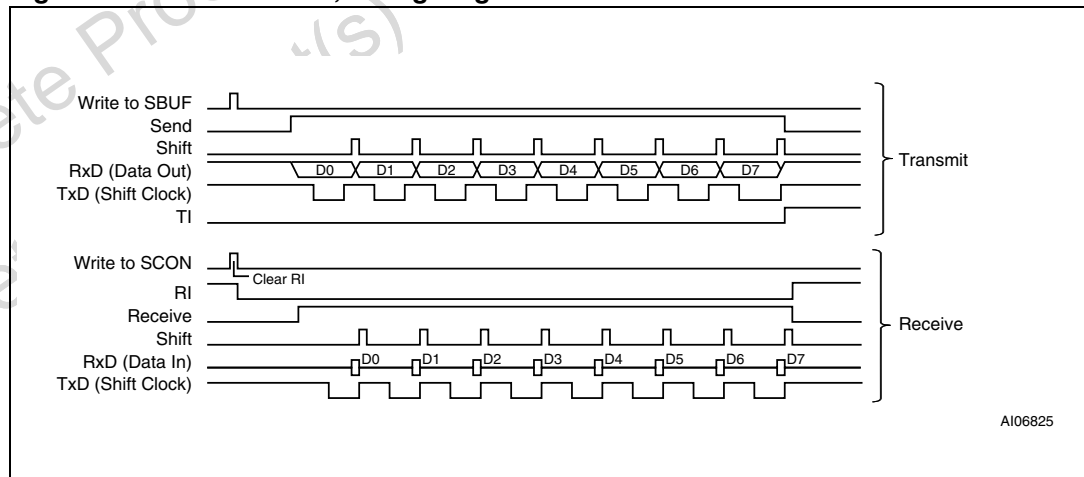 Write to SBUF
Send
Shift
RxD (Data Out) D0 D1 D2 D3 D4 D5 D6 D7
TxD (Shift Clock)
TI
Transmit
Write to SCON
Clear RI
RI
Receive
Shift
RxD (Data In) D0 D1 D2 D3 D4 D5 D6 D7
TxD (Shift Clock)
Receive
AI06825